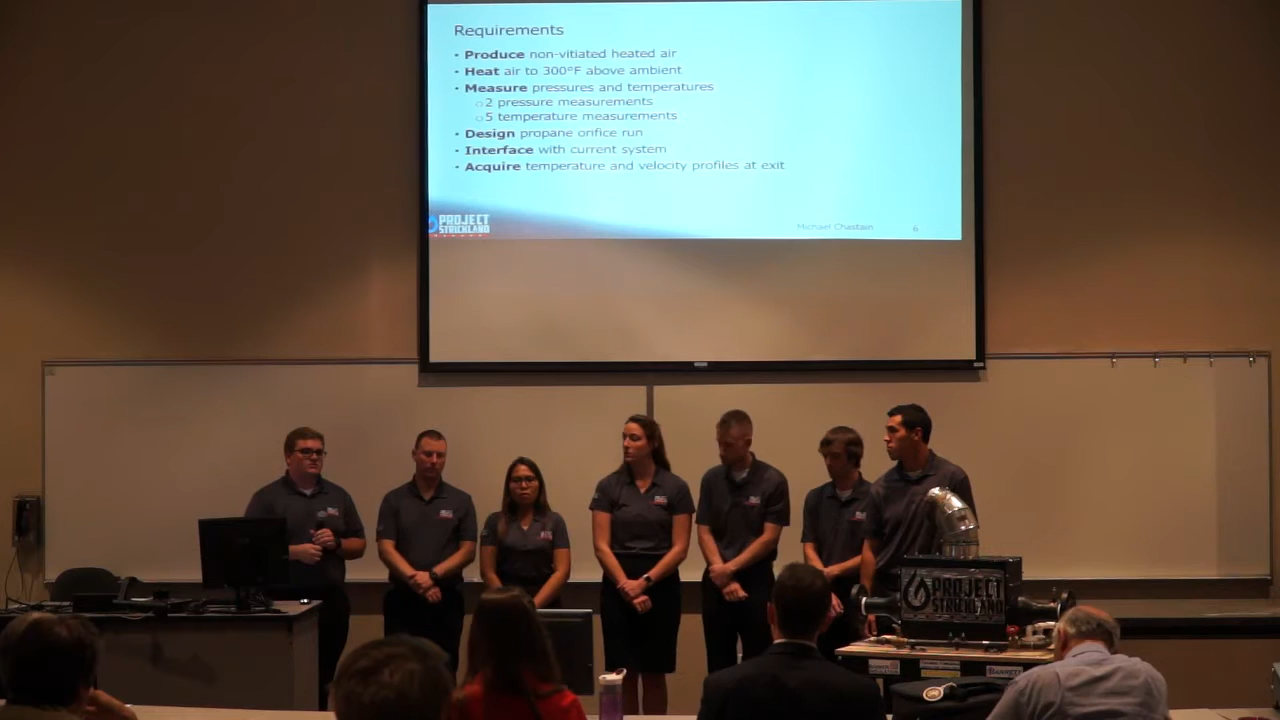 Requirements
• Produce non-vitiated heated air
• Heat air to 300°F above ambient
• Measure pressures and temperatures
○ 2 pressure measurements
○ 5 temperature measurements
• Design propane orifice run
• Interface with current system
• Acquire temperature and velocity profiles at exit
PROJECT
STRICKLAND
Michael Chastain
6
PROJECT
STRICKLAND
BARRETT